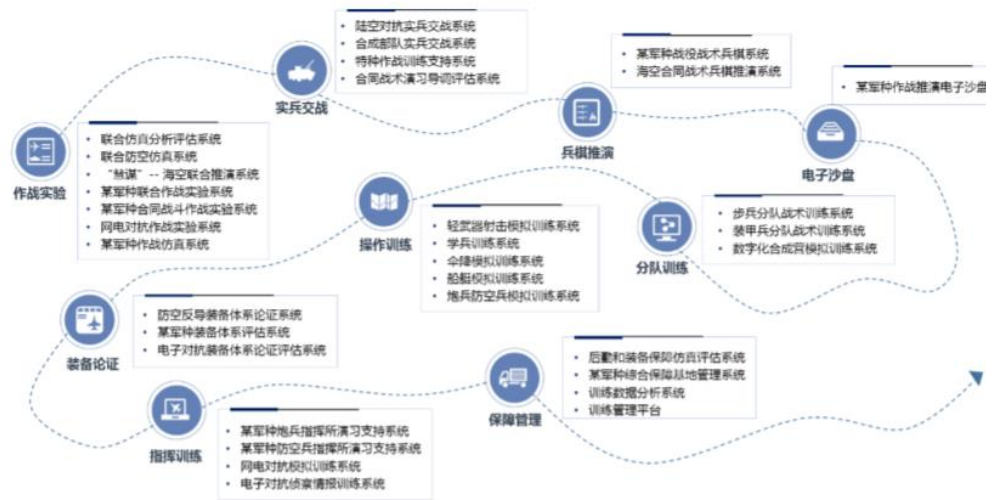 作战实验
联合仿真分析评估系统
联合防空仿真系统
“慧谋”--海空联合推演系统
某军种联合作战实验系统
某军种合同战斗作战实验系统
网电对抗作战实验系统
某军种作战仿真系统
实兵交战
陆空对抗实兵交战系统
合成部队实兵交战系统
特种作战训练支持系统
合同战术演习导调评估系统
兵棋推演
某军种战役战术兵棋系统
海空合同战术兵棋推演系统
电子沙盘
某军种作战推演电子沙盘
分队训练
步兵分队战术训练系统
装甲兵分队战术训练系统
数字化合成营模拟训练系统
操作训练
轻武器射击模拟训练系统
学兵训练系统
伞降模拟训练系统
船艇模拟训练系统
炮兵防空兵模拟训练系统
装备论证
防空反导装备体系论证系统
某军种装备体系评估系统
电子对抗装备体系论证评估系统
指挥训练
某军种炮兵指挥所演习支持系统
某军种防空兵指挥所演习支持系统
网电对抗模拟训练系统
电子对抗侦察情报训练系统
保障管理
后勤和装备保障仿真评估系统
某军种综合保障基地管理系统
训练数据分析系统
训练管理平台